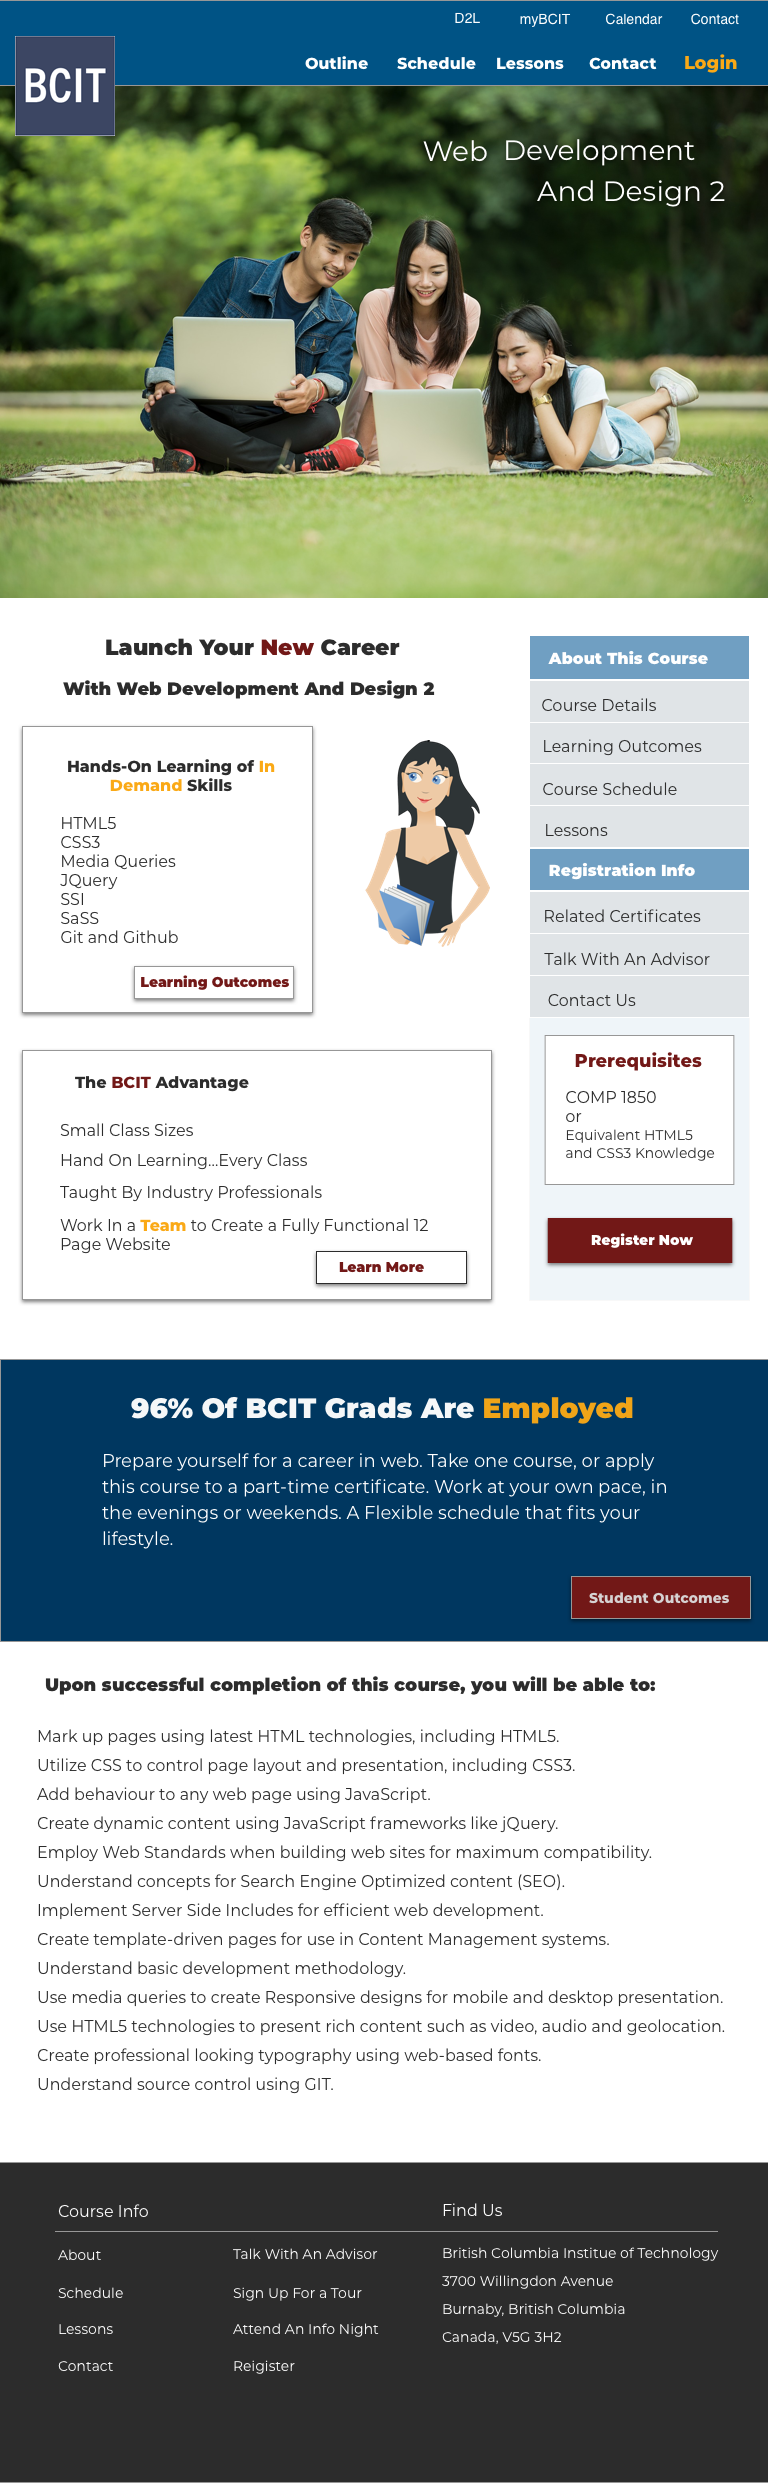 D2L myBCIT Calendar Contact
Outline Schedule Lessons Contact Login
BCIT
Web Development
And Design 2
Launch Your New Career
With Web Development And Design 2
Hands-On Learning of In
Demand Skills
HTML5
CSS3
Media Queries
JQuery
SSI
SaSS
Git and Github
Learning Outcomes
The BCIT Advantage
Small Class Sizes
Hand On Learning...Every Class
Taught By Industry Professionals
Work In a Team to Create a Fully Functional 12
Page Website
Learn More
About This Course
Course Details
Learning Outcomes
Course Schedule
Lessons
Registration Info
Related Certificates
Talk With An Advisor
Contact Us
Prerequisites
COMP 1850
or
Equivalent HTML5
and CSS3 Knowledge
Register Now
96% Of BCIT Grads Are Employed
Prepare yourself for a career in web. Take one course, or apply
this course to a part-time certificate. Work at your own pace, in
the evenings or weekends. A Flexible schedule that fits your
lifestyle.
Student Outcomes
Upon successful completion of this course, you will be able to:
Mark up pages using latest HTML technologies, including HTML5.
Utilize CSS to control page layout and presentation, including CSS3.
Add behaviour to any web page using JavaScript.
Create dynamic content using JavaScript frameworks like jQuery.
Employ Web Standards when building web sites for maximum compatibility.
Understand concepts for Search Engine Optimized content (SEO).
Implement Server Side Includes for efficient web development.
Create template-driven pages for use in Content Management systems.
Understand basic development methodology.
Use media queries to create Responsive designs for mobile and desktop presentation.
Use HTML5 technologies to present rich content such as video, audio and geolocation.
Create professional looking typography using web-based fonts.
Understand source control using GIT.
Course Info
About
Schedule
Lessons
Contact
Talk With An Advisor
Sign Up For a Tour
Attend An Info Night
Reigister
Find Us
British Columbia Institue of Technology
3700 Willingdon Avenue
Burnaby, British Columbia
Canada, V5G 3H2